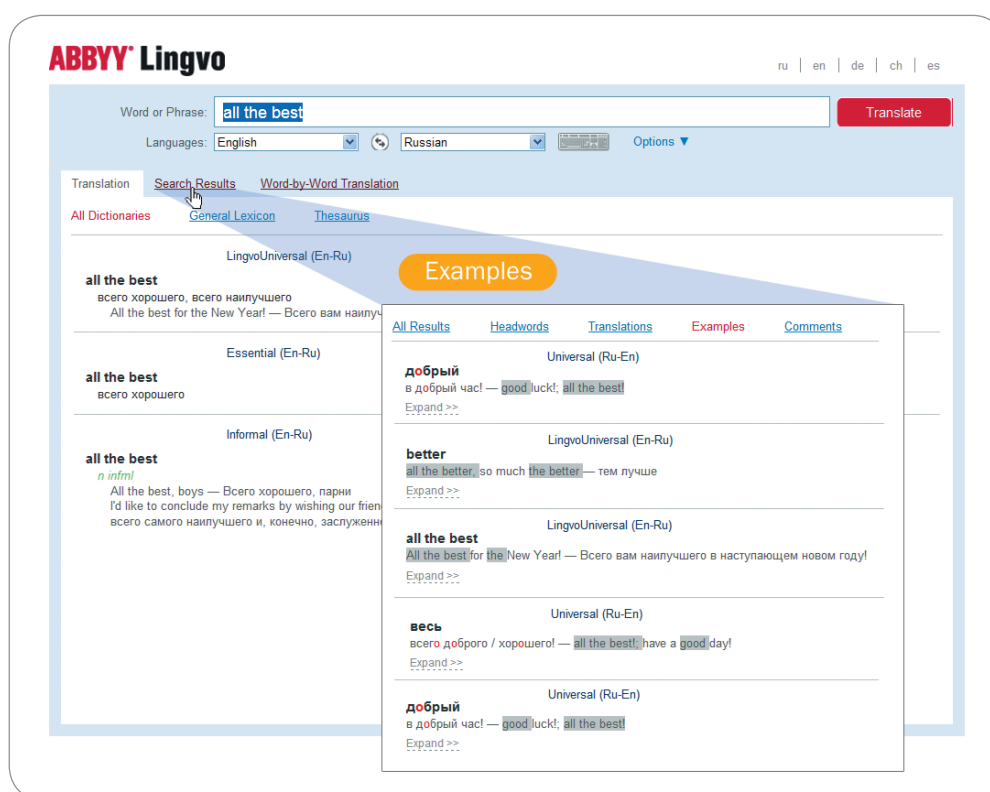 ABBYY® Lingvo
ru | en | de | ch | es
Word or Phrase: all the best Translate
Languages: English Russian Options ▼
Translation Search Results Word-by-Word Translation
All Dictionaries General Lexicon Thesaurus
LingvoUniversal (En-Ru)
all the best
всего хорошего, всего наилучшего
All the best for the New Year! — Всего вам
Essential (En-Ru)
all the best
всего хорошего
Informal (En-Ru)
all the best
n infml
All the best, boys — Всего хорошего, парни
I'd like to conclude my remarks by wishing our
всего самого наилучшего и, конечно,
Examples
All Results Headwords Translations Examples Comments
Universal (Ru-En)
добрый
в добрый час! — good luck!; all the best!
Expand >>
LingvoUniversal (En-Ru)
better
all the better, so much the better — тем лучше
Expand >>
LingvoUniversal (En-Ru)
all the best
All the best for the New Year! — Всего вам наилучшего в наступающем новом году!
Expand >>
Universal (Ru-En)
весь
всего доброго / хорошего! — all the best!; have a good day!
Expand >>
Universal (Ru-En)
добрый
в добрый час! — good luck!; all the best!
Expand >>